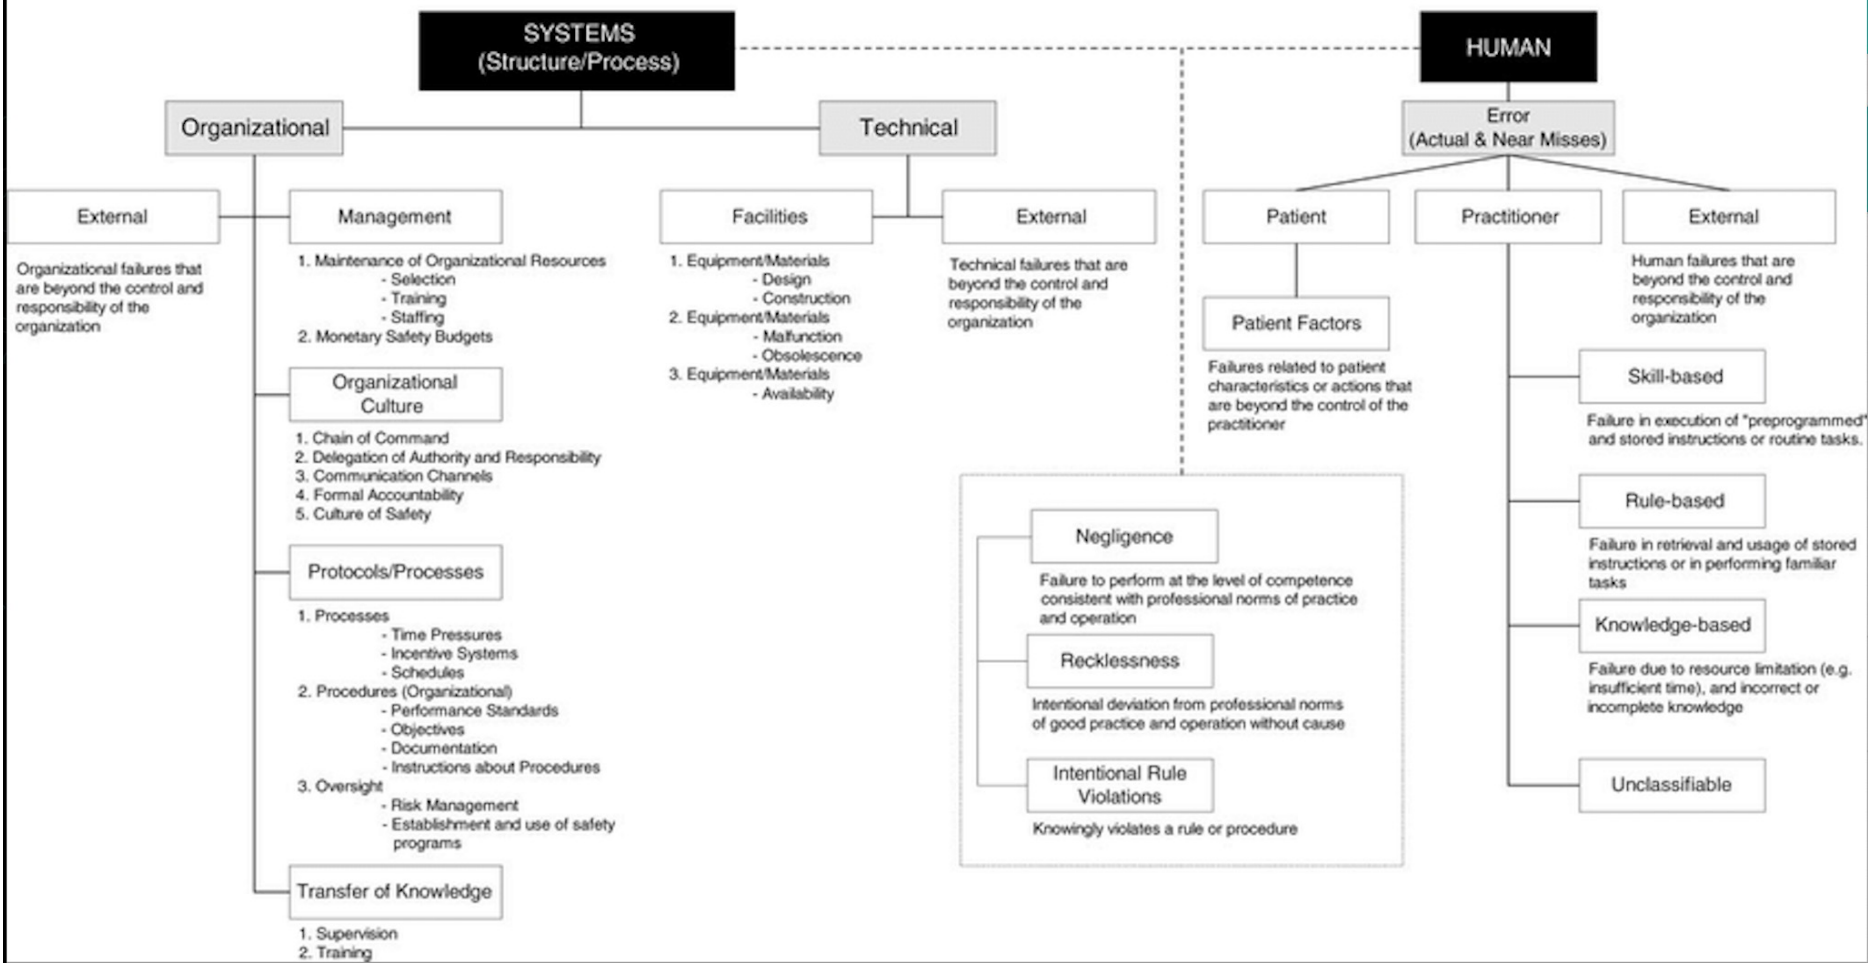 SYSTEMS
(Structure/Process)
HUMAN
Organizational
Technical
Error
(Actual & Near Misses)
External
Organizational failures that
are beyond the control and
responsibility of the
organization
Management
1. Maintenance of Organizational Resources
- Selection
- Training
- Staffing
2. Monetary Safety Budgets
Organizational
Culture
1. Chain of Command
2. Delegation of Authority and Responsibility
3. Communication Channels
4. Formal Accountability
5. Culture of Safety
Protocols/Processes
1. Processes
- Time Pressures
- Incentive Systems
- Schedules
2. Procedures (Organizational)
- Performance Standards
- Objectives
- Documentation
- Instructions about Procedures
3. Oversight
- Risk Management
- Establishment and use of safety
programs
Transfer of Knowledge
1. Supervision
2. Training
Facilities
1. Equipment/Materials
- Design
- Construction
2. Equipment/Materials
- Malfunction
- Obsolescence
3. Equipment/Materials
- Availability
External
Technical failures that are
beyond the control and
responsibility of the
organization
Negligence
Failure to perform at the level of competence
consistent with professional norms of practice
and operation
Recklessness
Intentional deviation from professional norms
of good practice and operation without cause
Intentional Rule
Violations
Knowingly violates a rule or procedure
Patient
Patient Factors
Failures related to patient
characteristics or actions that
are beyond the control of the
practitioner
Practitioner
External
Human failures that are
beyond the control and
responsibility of the
organization
Skill-based
Failure in execution of "preprogrammed"
and stored instructions or routine tasks.
Rule-based
Failure in retrieval and usage of stored
instructions or in performing familiar
tasks
Knowledge-based
Failure due to resource limitation (e.g.
insufficient time), and incorrect or
incomplete knowledge
Unclassifiable